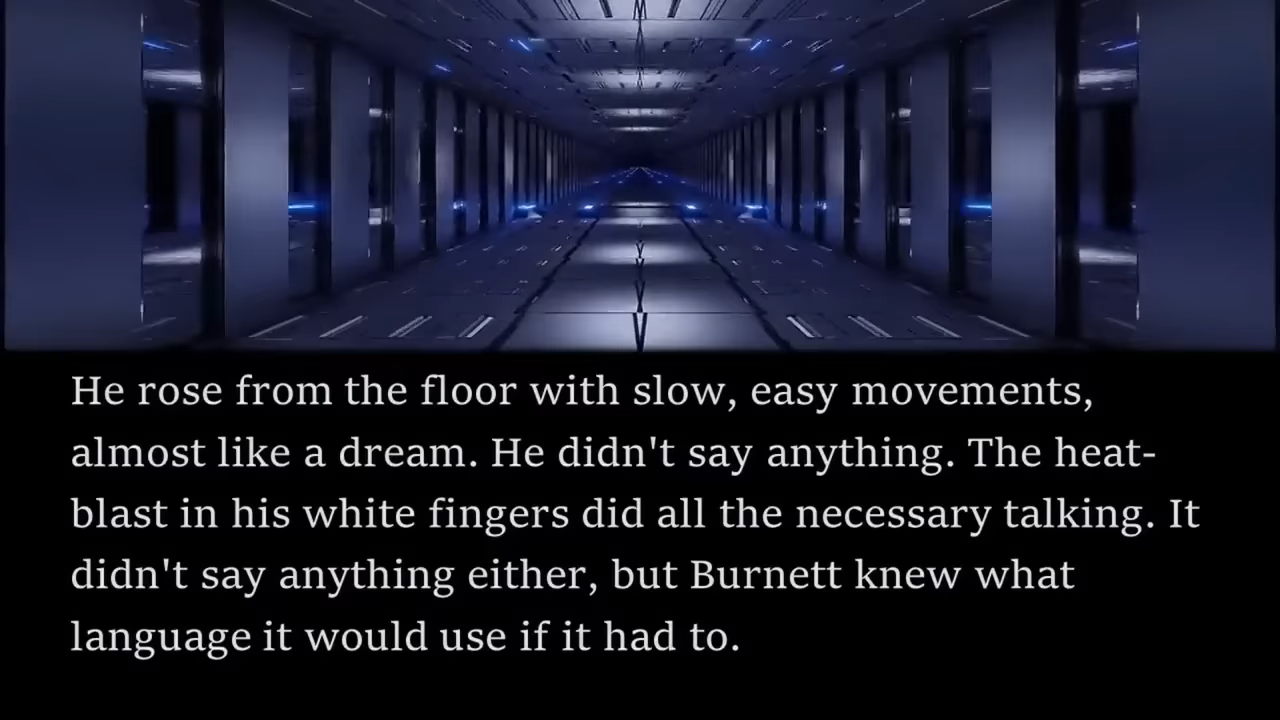 He rose from the floor with slow, easy movements,
almost like a dream. He didn't say anything. The heat-
blast in his white fingers did all the necessary talking. It
didn't say anything either, but Burnett knew what
language it would use if it had to.